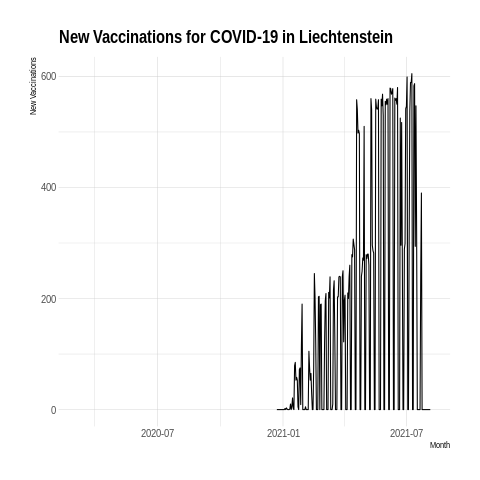 New Vaccinations for COVID-19 in Liechtenstein
New Vaccinations
600
400
200
0
2020-07
2021-01
2021-07
Month